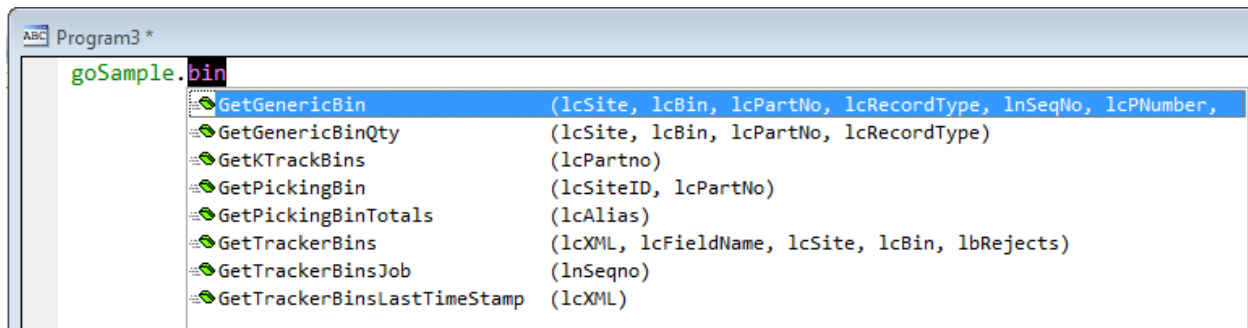 ABC Program3 *
goSample.bin
GetGenericBin (lcSite, lcBin, lcPartNo, lcRecordType, lnSeqNo, lcPNumber,
GetGenericBinQty (lcSite, lcBin, lcPartNo, lcRecordType)
GetKTrackBins (lcPartno)
GetPickingBin (lcSiteID, lcPartNo)
GetPickingBinTotals (lcAlias)
GetTrackerBins (lcXML, lcFieldName, lcSite, lcBin, lbRejects)
GetTrackerBinsJob (lnSeqno)
GetTrackerBinsLastTimeStamp (lcXML)